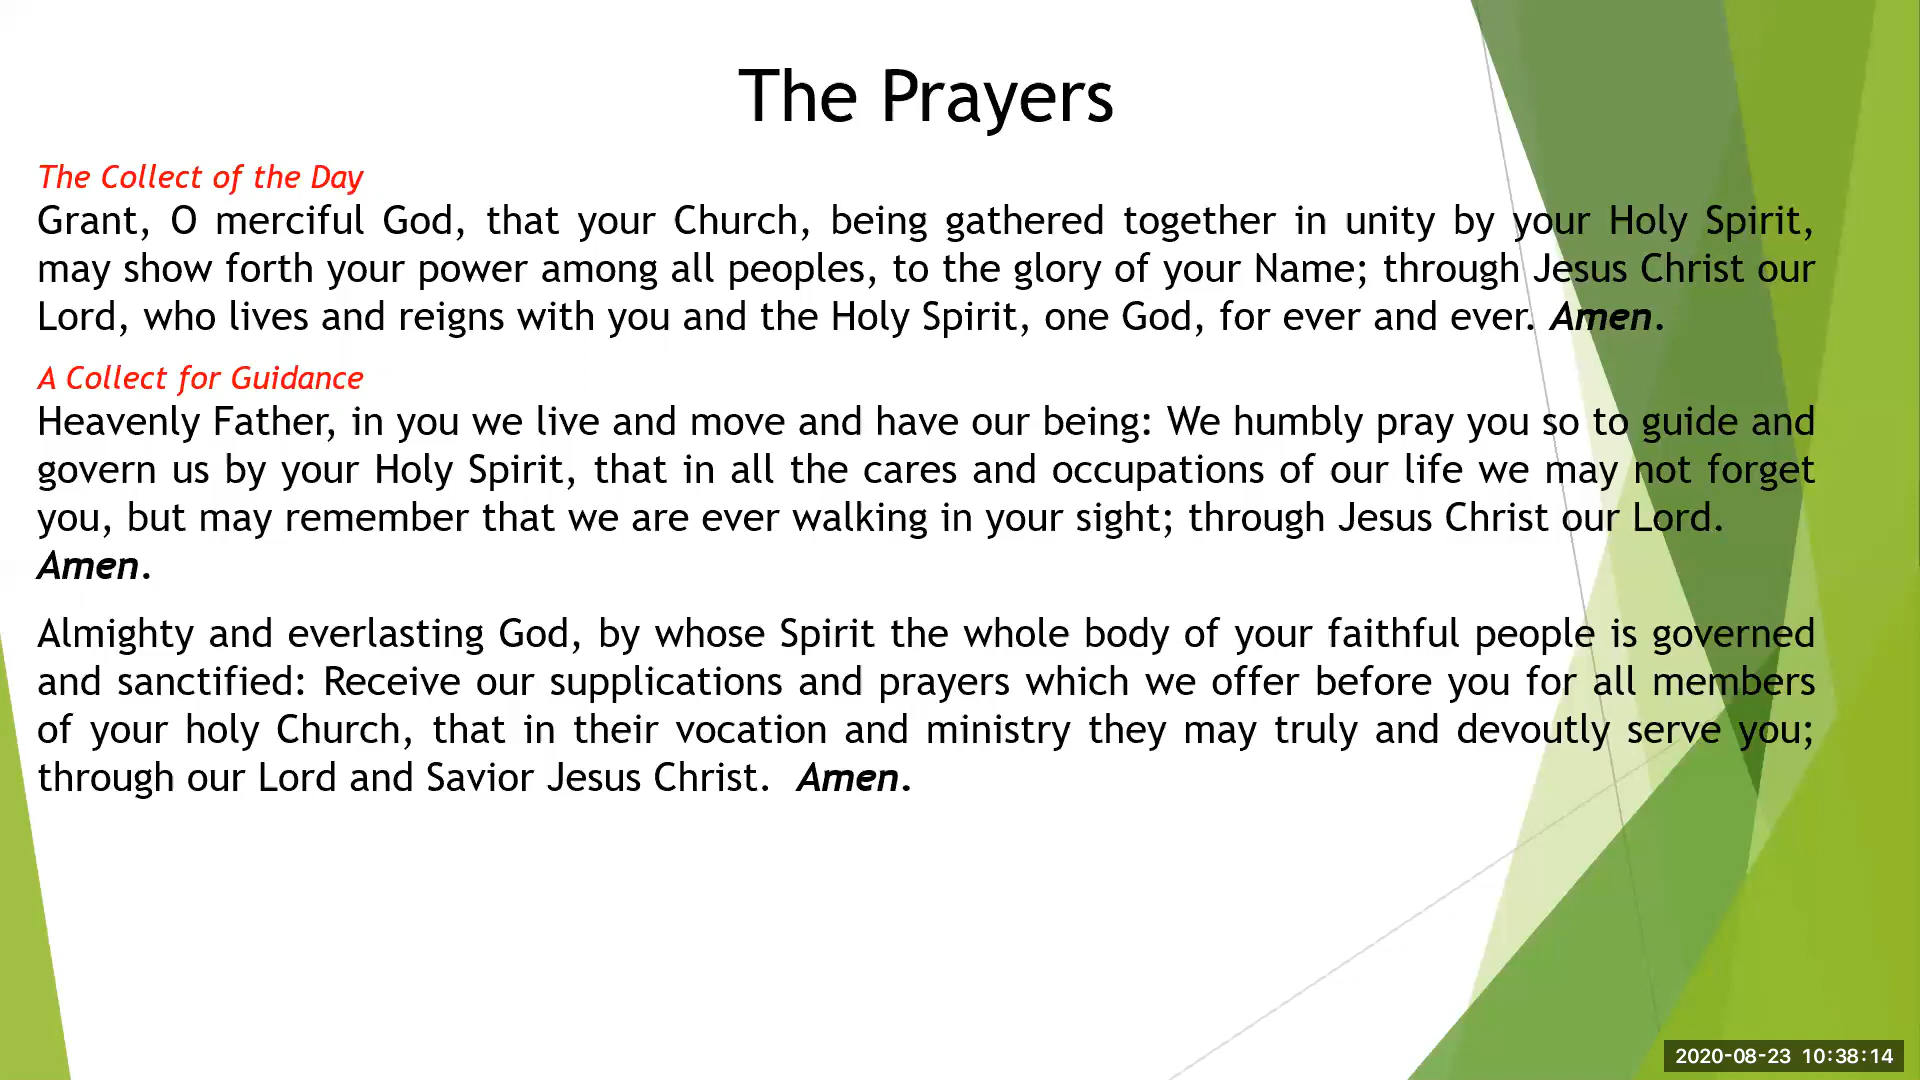 The Prayers
The Collect of the Day
Grant, O merciful God, that your Church, being gathered together in unity by your Holy Spirit,
may show forth your power among all peoples, to the glory of your Name; through Jesus Christ our
Lord, who lives and reigns with you and the Holy Spirit, one God, for ever and ever. Amen.
A Collect for Guidance
Heavenly Father, in you we live and move and have our being: We humbly pray you so to guide and
govern us by your Holy Spirit, that in all the cares and occupations of our life we may not forget
you, but may remember that we are ever walking in your sight; through Jesus Christ our Lord.
Amen.
Almighty and everlasting God, by whose Spirit the whole body of your faithful people is governed
and sanctified: Receive our supplications and prayers which we offer before you for all members
of your holy Church, that in their vocation and ministry they may truly and devoutly serve you;
through our Lord and Savior Jesus Christ. Amen.
2020-08-23 10:38:14